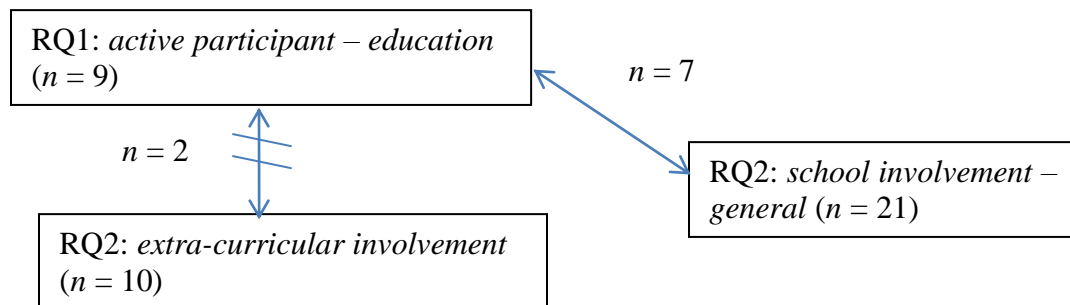 RQ1: active participant – education
(n = 9)
n = 7
n = 2
RQ2: school involvement –
general (n = 21)
RQ2: extra-curricular involvement
(n = 10)